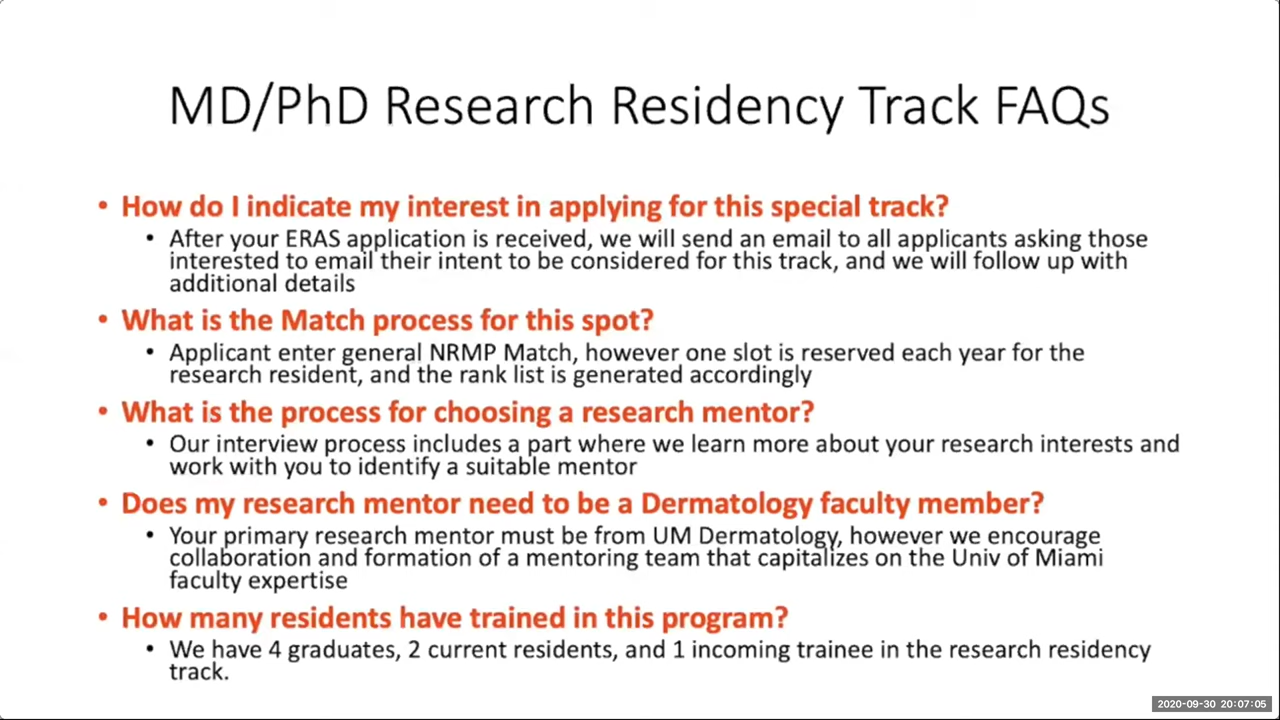 MD/PhD Research Residency Track FAQs
• How do I indicate my interest in applying for this special track?
• After your ERAS application is received, we will send an email to all applicants asking those
interested to email their intent to be considered for this track, and we will follow up with
additional details
• What is the Match process for this spot?
• Applicant enter general NRMP Match, however one slot is reserved each year for the
research resident, and the rank list is generated accordingly
• What is the process for choosing a research mentor?
• Our interview process includes a part where we learn more about your research interests and
work with you to identify a suitable mentor
• Does my research mentor need to be a Dermatology faculty member?
• Your primary research mentor must be from UM Dermatology, however we encourage
collaboration and formation of a mentoring team that capitalizes on the Univ of Miami
faculty expertise
• How many residents have trained in this program?
• We have 4 graduates, 2 current residents, and 1 incoming trainee in the research residency
track.
2020-09-30 20:07:05